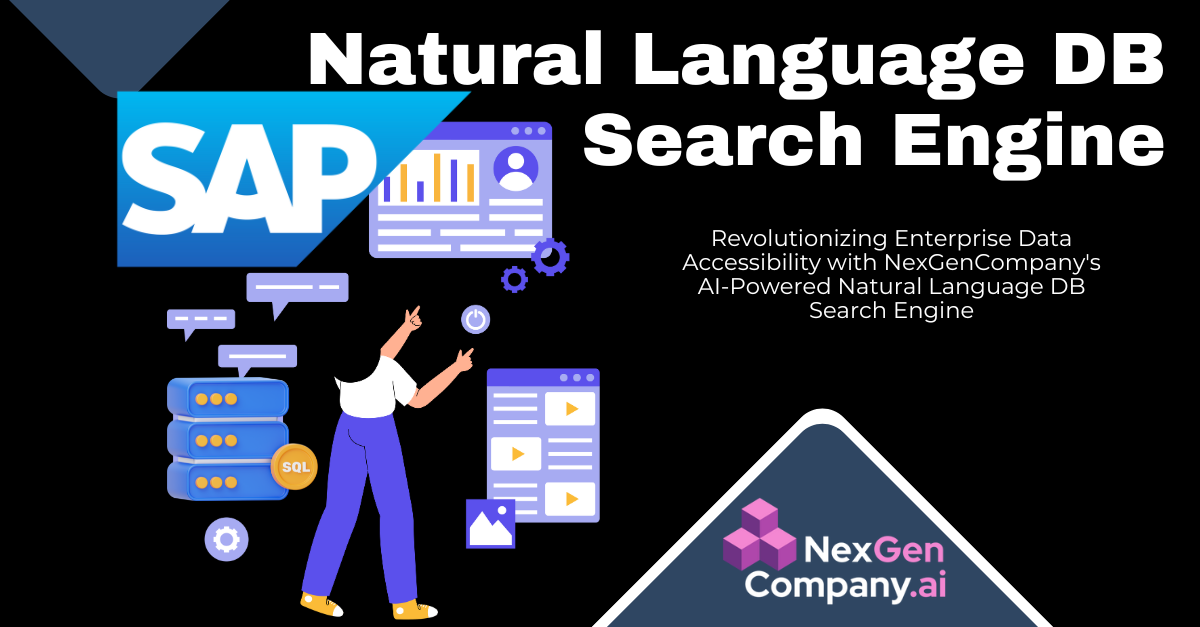 Natural Language DB
Search Engine
SAP
Revolutionizing Enterprise Data
Accessibility with NexGenCompany's
AI-Powered Natural Language DB
Search Engine
SQL
NexGen
Company.ai